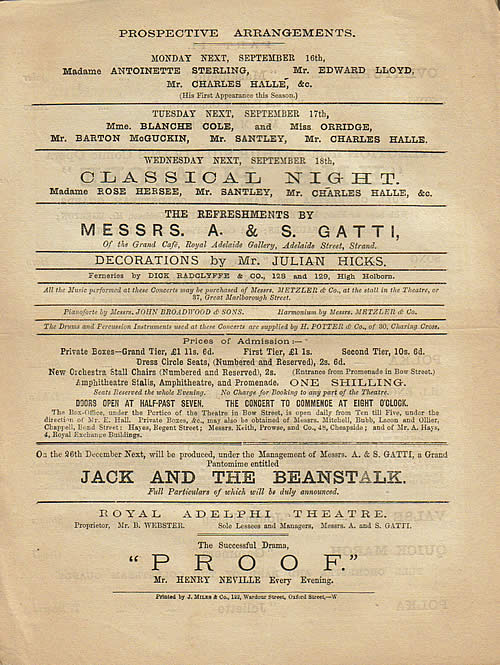 PROSPECTIVE ARRANGEMENTS.
MONDAY NEXT, SEPTEMBER 16th,
Madame ANTOINETTE STERLING, Mr. EDWARD LLOYD,
Mr. CHARLES HALLE, &c.
(His First Appearance this Season.)
TUESDAY NEXT, SEPTEMBER 17th,
Mme. BLANCHE COLE, and Miss ORRIDGE,
Mr. BARTON McGUCKIN, Mr. SANTLEY, Mr. CHARLES HALLE.
WEDNESDAY NEXT, SEPTEMBER 18th,
CLASSICAL NIGHT.
Madame ROSE HERSEE, Mr. SANTLEY, Mr. CHARLES HALLE, &c.
THE REFRESHMENTS BY
MESSRS. A. & S. GATTI,
Of the Grand Café, Royal Adelaide Gallery, Adelaide Street, Strand.
DECORATIONS by Mr. JULIAN HICKS.
Ferneries by DICK RADCLYFFE & CO., 128 and 129, High Holborn.
All the Music performed at these Concerts may be purchased of Messrs. METZLER & Co., at the stall in the Theatre, or
37, Great Marlborough Street.
Pianoforte by Messrs. JOHN BROADWOOD & SONS. Harmonium by Messrs. METZLER & Co.
The Drums and Percussion Instruments used at these Concerts are supplied by H. POTTER & Co., of 30, Charing Cross.
Prices of Admission:—
Private Boxes—Grand Tier, £1 11s. 6d. First Tier, £1 1s. Second Tier, 10s. 6d.
Dress Circle Seats, (Numbered and Reserved), 2s. 6d.
New Orchestra Stall Chairs (Numbered and Reserved), 2s. (Entrance from Promenade in Bow Street.)
Amphitheatre Stalls, Amphitheatre, and Promenade. ONE SHILLING.
Seats Reserved the whole Evening. No Charge for Booking to any part of the Theatre.
DOORS OPEN AT HALF-PAST SEVEN. THE CONCERT TO COMMENCE AT EIGHT O'CLOCK.
The Box-Office, under the Portico of the Theatre in Bow Street, is open daily from Ten till Five, under the
direction of Mr. E. Hall. Private Boxes, &c., may also be obtained of Messrs. Mitchell, Bubb, Lacon and Ollier,
Chappell, Bond Street; Hays, Regent Street; Messrs. Keith, Prowse, and Co., 48, Cheapside; and of Mr. A. Hays,
4, Royal Exchange Buildings.
On the 26th December Next, will be produced, under the Management of Messrs. A. & S. GATTI, a Grand
Pantomime entitled
JACK AND THE BEANSTALK.
Full Particulars of which will be duly announced.
ROYAL ADELPHI THEATRE.
Proprietor, Mr. B. WEBSTER. Sole Lessees and Managers, Messrs. A. and S. GATTI.
The Successful Drama,
"PROOF."
Mr. HENRY NEVILLE Every Evening.
Printed by J. MILES & Co., 122, Wardour Street, Oxford Street,—W